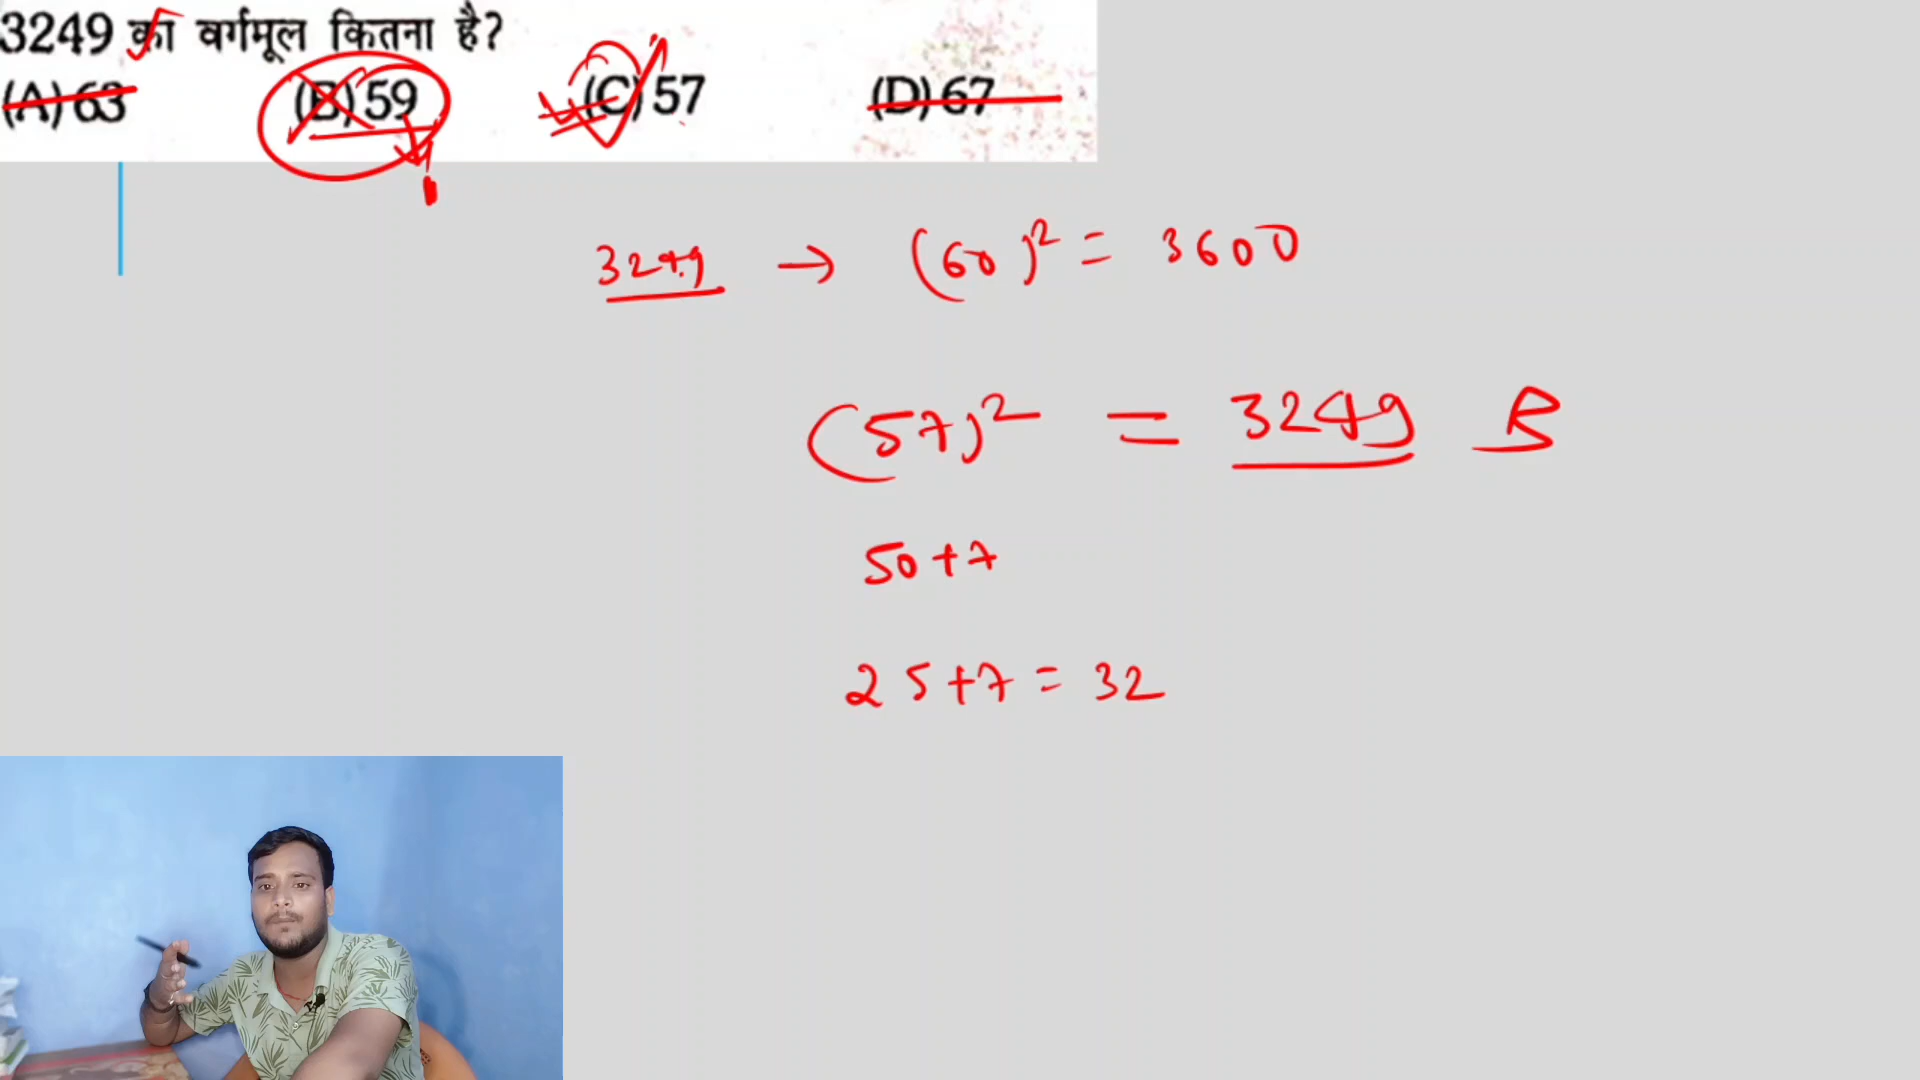 3249 का वर्गमूल कितना है?
(A) 63 (B) 59 (C) 57 (D) 67
3249 → (60)² = 3600
(57)² = 3249 B
50+7
25+7 = 32